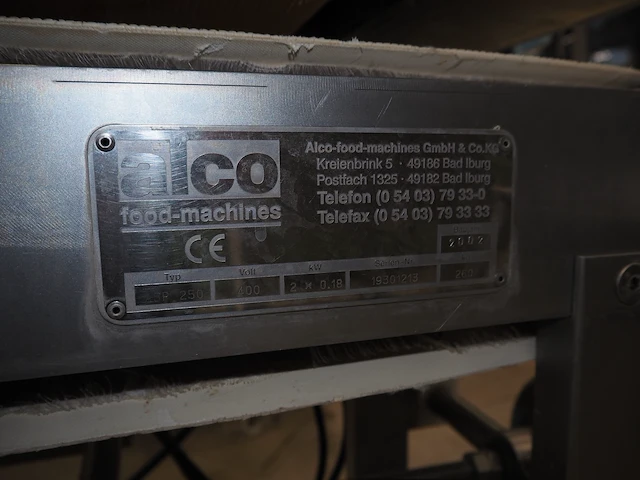 alco
food-machines
Alco-food-machines GmbH & Co.KG
Kreienbrink 5 · 49186 Bad Iburg
Postfach 1325 · 49182 Bad Iburg
Telefon (0 54 03) 79 33-0
Telefax (0 54 03) 79 33 33
CE
2002
Typ Volt kW
250 400 2 x 0.18 19301213